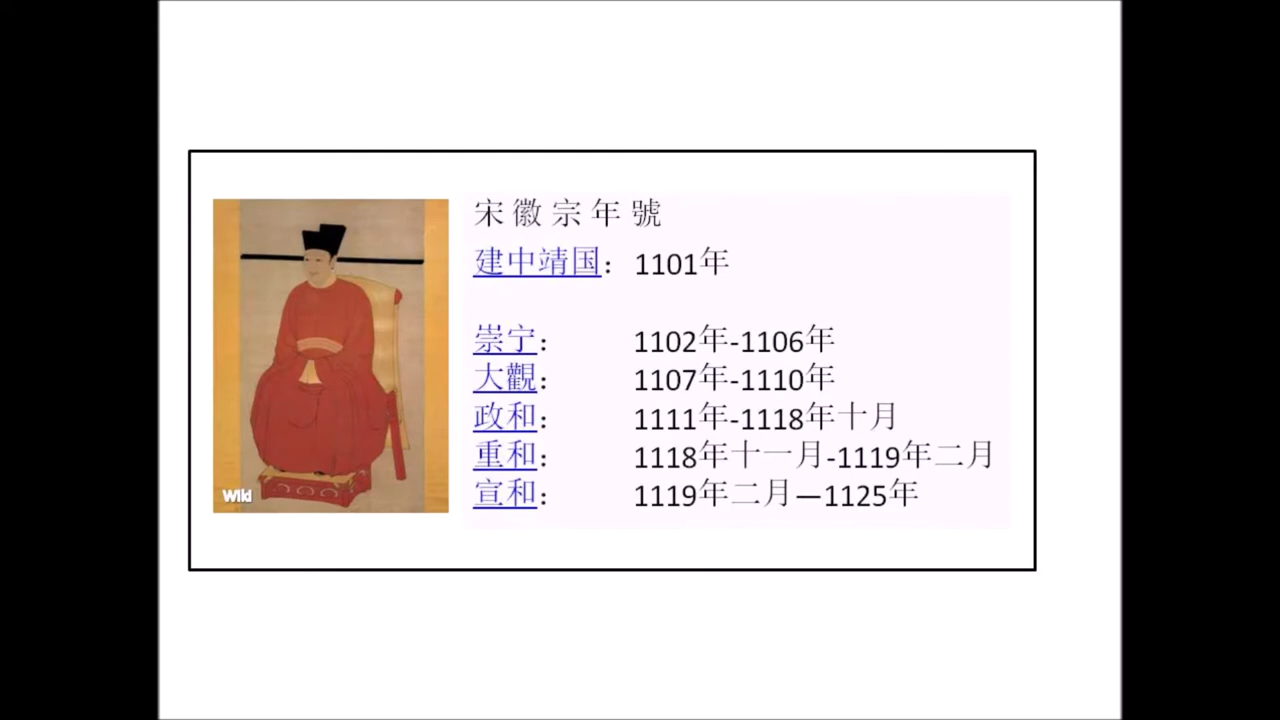 宋徽宗年號
建中靖国：1101年
崇宁：1102年-1106年
大觀：1107年-1110年
政和：1111年-1118年十月
重和：1118年十一月-1119年二月
宣和：1119年二月—1125年
Wiki